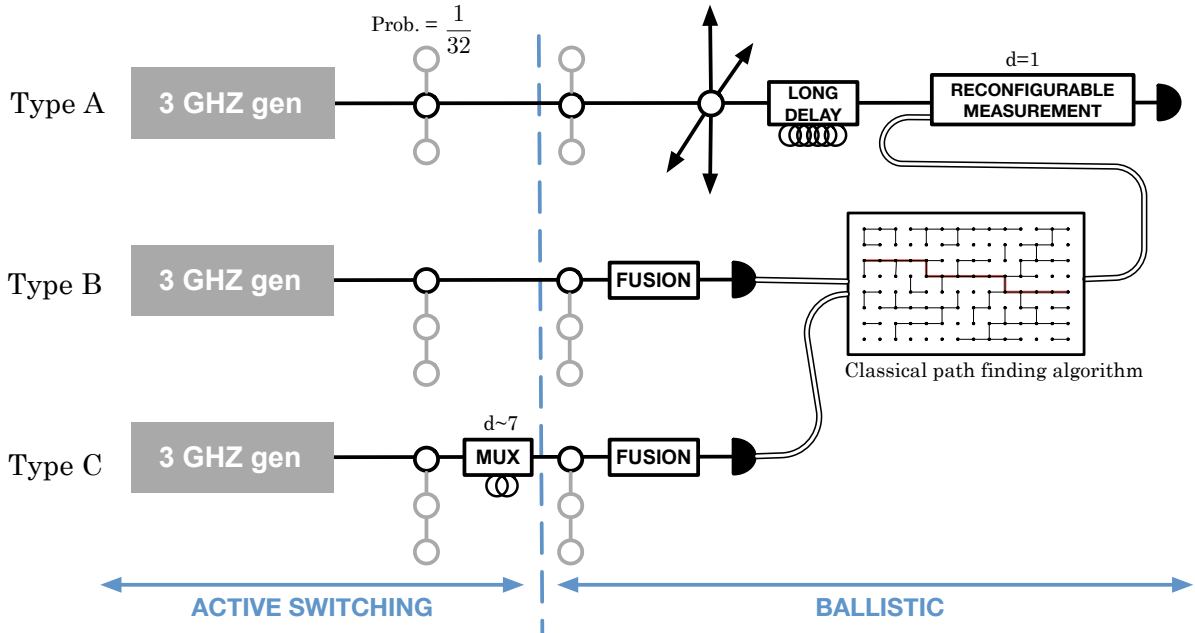 Prob. = 1/32
Type A
3 GHZ gen
LONG
DELAY
d=1
RECONFIGURABLE
MEASUREMENT
Type B
3 GHZ gen
FUSION
Classical path finding algorithm
Type C
3 GHZ gen
d~7
MUX
FUSION
ACTIVE SWITCHING
BALLISTIC